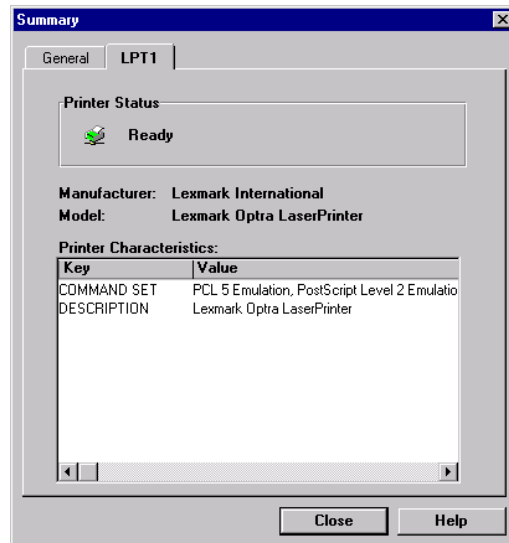 Summary
General LPT1
Printer Status
Ready
Manufacturer: Lexmark International
Model: Lexmark Optra LaserPrinter
Printer Characteristics:
Key Value
COMMAND SET PCL 5 Emulation, PostScript Level 2 Emulatio
DESCRIPTION Lexmark Optra LaserPrinter
Close Help